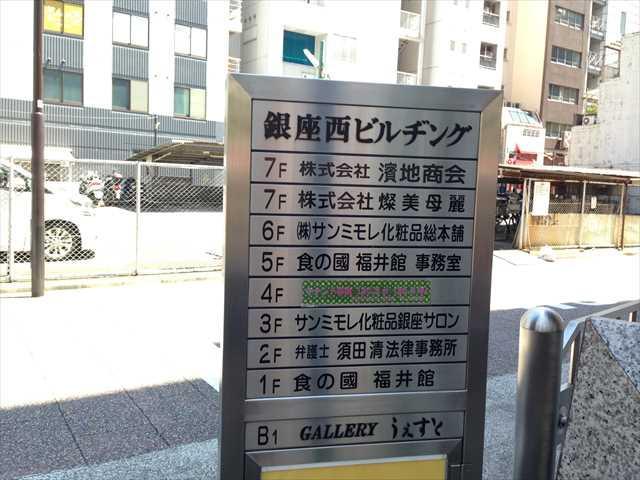 銀座西ビルヂング
7F 株式会社 濱地商会
7F 株式会社 燦美母麗
6F ㈱サンミモレ化粧品総本舗
5F 食の國 福井館 事務室
4F
3F サンミモレ化粧品銀座サロン
2F 弁護士 須田清法律事務所
1F 食の國 福井館
B1 GALLERY うぇすと